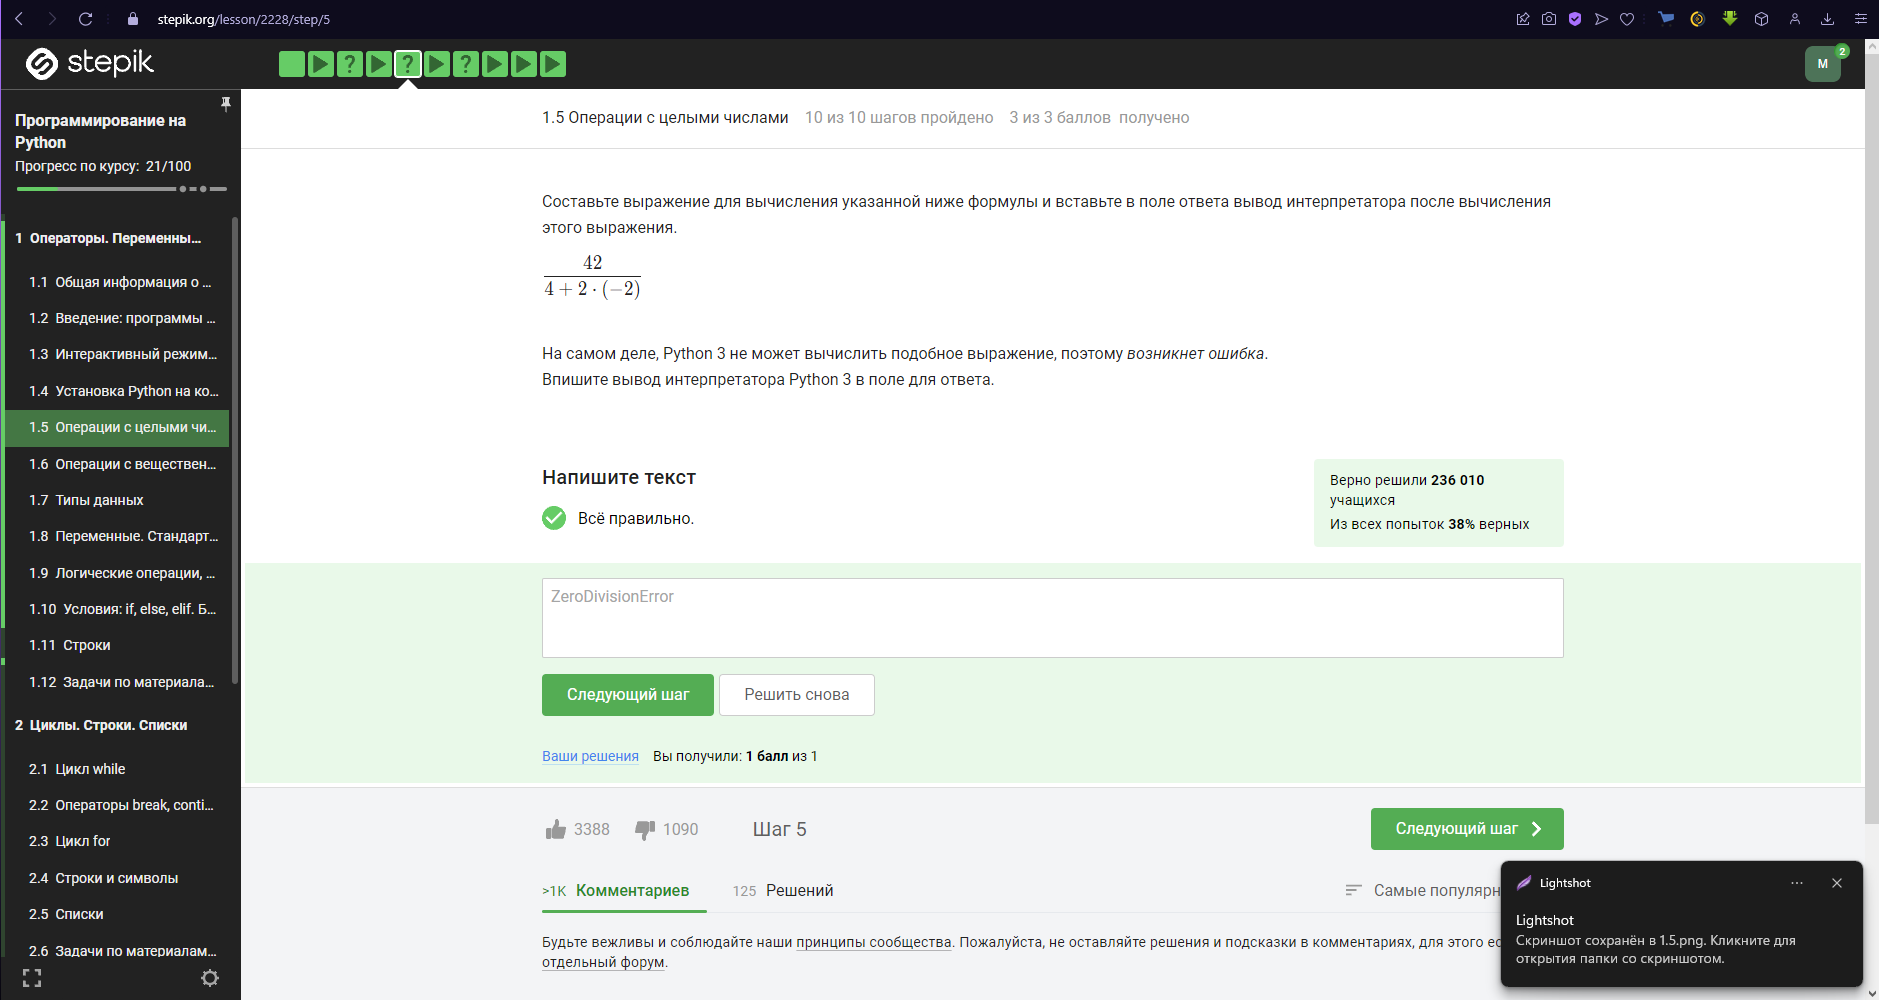 stepik.org/lesson/2228/step/5
stepik
M
2
Программирование на
Python
Прогресс по курсу: 21/100
1 Операторы. Переменны...
1.1 Общая информация о ...
1.2 Введение: программы ...
1.3 Интерактивный режим...
1.4 Установка Python на ко...
1.5 Операции с целыми чи...
1.6 Операции с веществен...
1.7 Типы данных
1.8 Переменные. Стандарт...
1.9 Логические операции, ...
1.10 Условия: if, else, elif. Б...
1.11 Строки
1.12 Задачи по материала...
2 Циклы. Строки. Списки
2.1 Цикл while
2.2 Операторы break, conti...
2.3 Цикл for
2.4 Строки и символы
2.5 Списки
2.6 Задачи по материалам...
1.5 Операции с целыми числами 10 из 10 шагов пройдено 3 из 3 баллов получено
Составьте выражение для вычисления указанной ниже формулы и вставьте в поле ответа вывод интерпретатора после вычисления
этого выражения.
42
4 + 2 · (−2)
На самом деле, Python 3 не может вычислить подобное выражение, поэтому возникнет ошибка.
Впишите вывод интерпретатора Python 3 в поле для ответа.
Напишите текст
Всё правильно.
Верно решили 236 010
учащихся
Из всех попыток 38% верных
ZeroDivisionError
Следующий шаг
Решить снова
Ваши решения Вы получили: 1 балл из 1
3388 1090 Шаг 5
Следующий шаг
>1K Комментариев 125 Решений
Самые популярн
Будьте вежливы и соблюдайте наши принципы сообщества. Пожалуйста, не оставляйте решения и подсказки в комментариях, для этого ес
отдельный форум.
Lightshot
Lightshot
Скриншот сохранён в 1.5.png. Кликните для
открытия папки со скриншотом.